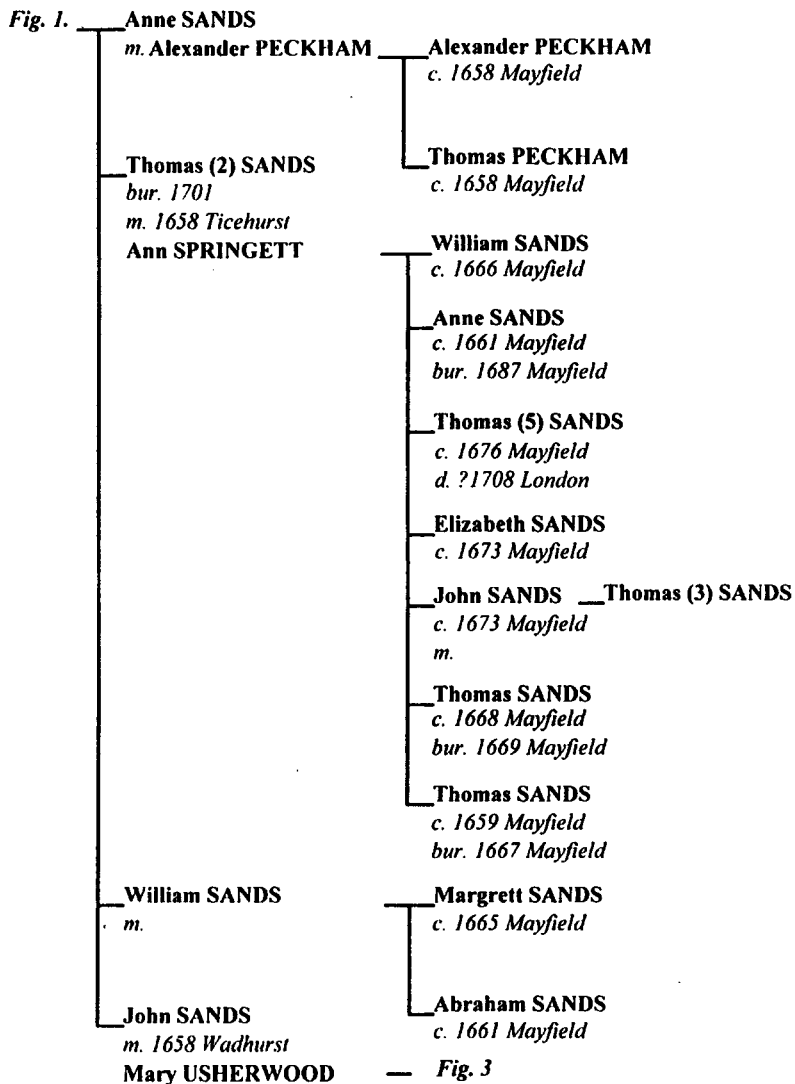 Fig. 1.
Anne SANDS
m. Alexander PECKHAM
Alexander PECKHAM
c. 1658 Mayfield
Thomas PECKHAM
c. 1658 Mayfield
Thomas (2) SANDS
bur. 1701
m. 1658 Ticehurst
Ann SPRINGETT
William SANDS
c. 1666 Mayfield
Anne SANDS
c. 1661 Mayfield
bur. 1687 Mayfield
Thomas (5) SANDS
c. 1676 Mayfield
d. ?1708 London
Elizabeth SANDS
c. 1673 Mayfield
John SANDS
c. 1673 Mayfield
m.
Thomas (3) SANDS
Thomas SANDS
c. 1668 Mayfield
bur. 1669 Mayfield
Thomas SANDS
c. 1659 Mayfield
bur. 1667 Mayfield
William SANDS
m.
Margrett SANDS
c. 1665 Mayfield
Abraham SANDS
c. 1661 Mayfield
John SANDS
m. 1658 Wadhurst
Mary USHERWOOD
Fig. 3